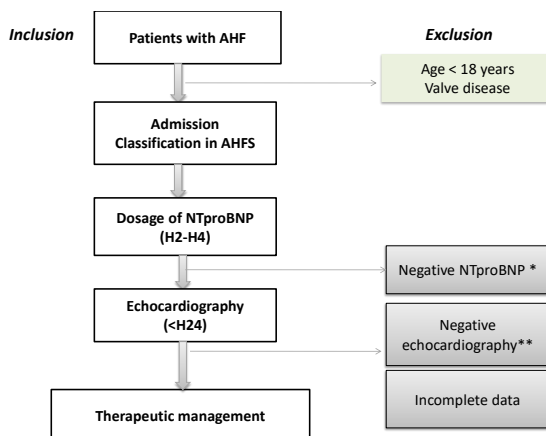 Inclusion
Exclusion
Patients with AHF
Age < 18 years
Valve disease
Admission
Classification in AHFS
Dosage of NTproBNP
(H2-H4)
Negative NTproBNP *
Echocardiography
(<H24)
Negative
echocardiography**
Incomplete data
Therapeutic management